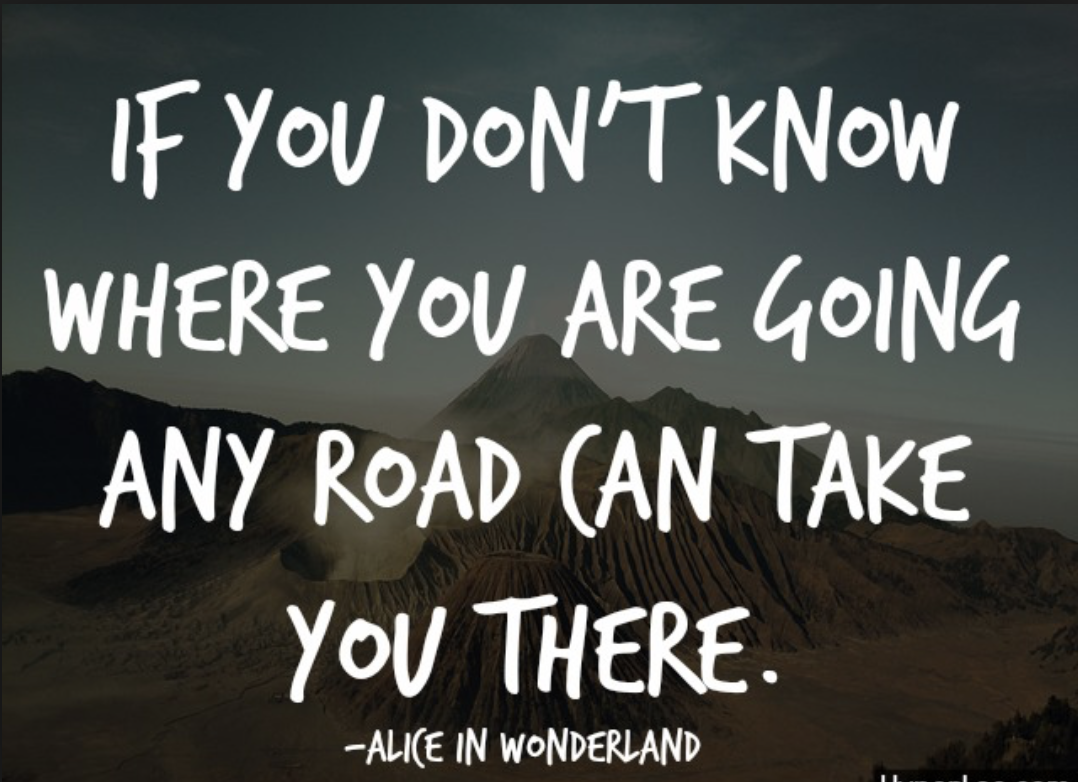 IF YOU DON'T KNOW
WHERE YOU ARE GOING
ANY ROAD CAN TAKE
YOU THERE.
-ALICE IN WONDERLAND